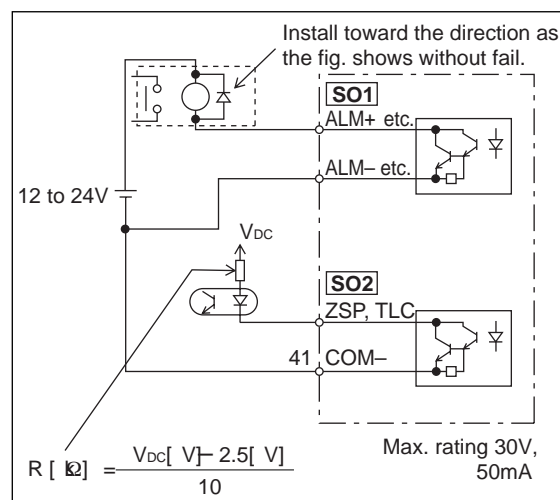 Install toward the direction as
the fig. shows without fail.
SO1
ALM+ etc.
ALM– etc.
12 to 24V
VDC
SO2
ZSP, TLC
41 COM–
Max. rating 30V,
50mA
R [kΩ] = VDC[V]–2.5[V]
10